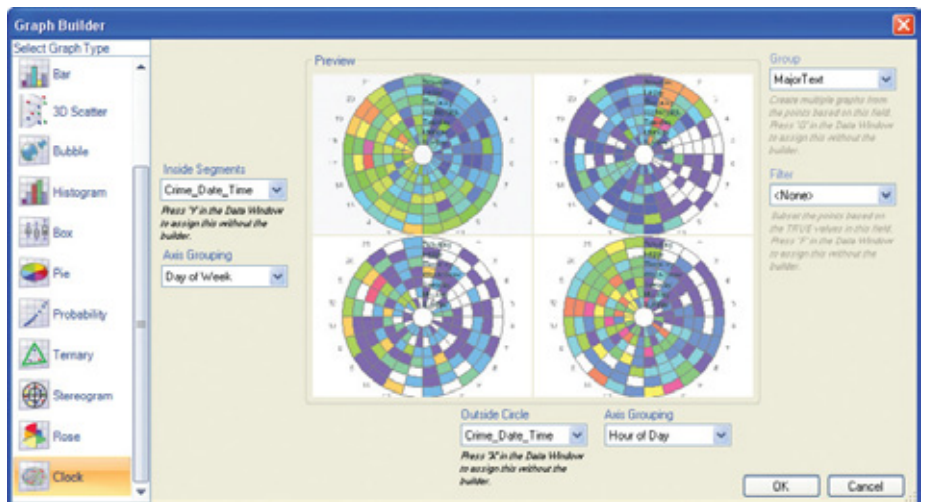 Graph Builder
Select Graph Type
Bar
3D Scatter
Bubble
Histogram
Box
Pie
Probability
Ternary
Stereogram
Rose
Clock
Inside Segments
Crime_Date_Time
Press 'Y' in the Data Window
to assign this without the
builder.
Axis Grouping
Day of Week
Preview
Outside Circle
Crime_Date_Time
Press 'X' in the Data Window
to assign this without the
builder.
Axis Grouping
Hour of Day
Group
MajorText
Create multiple graphs from
the points based on this field.
Press 'G' in the Data Window
to assign this without the
builder.
Filter
<None>
Subset the points based on
the TRUE values in this field.
Press 'F' in the Data Window
to assign this without the
builder.
OK
Cancel